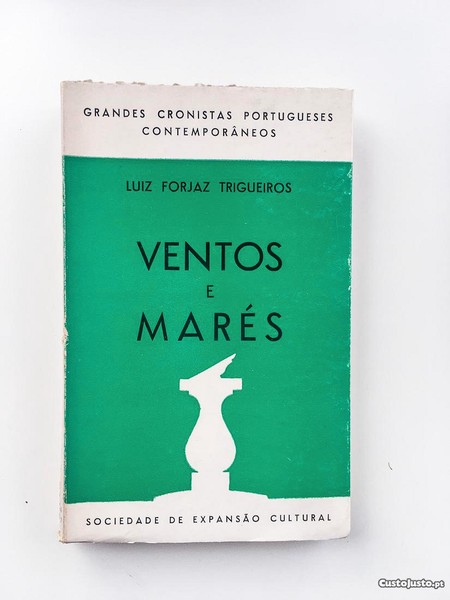 GRANDES CRONISTAS PORTUGUESES
CONTEMPORÂNEOS
LUIZ FORJAZ TRIGUEIROS
VENTOS
E
MARÉS
SOCIEDADE DE EXPANSÃO CULTURAL
CustoJusto.pt